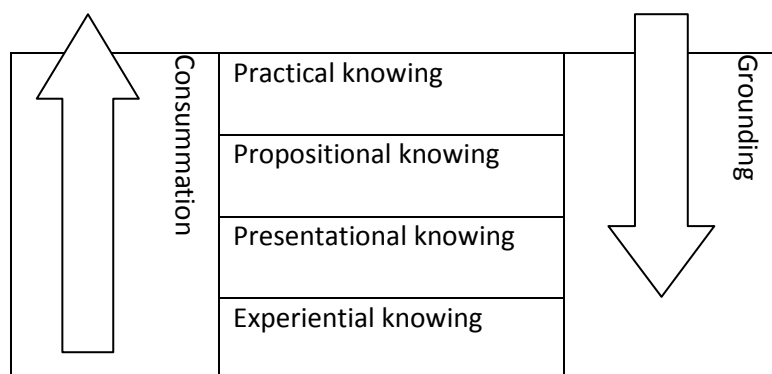 Consummation
Practical knowing
Propositional knowing
Presentational knowing
Experiential knowing
Grounding